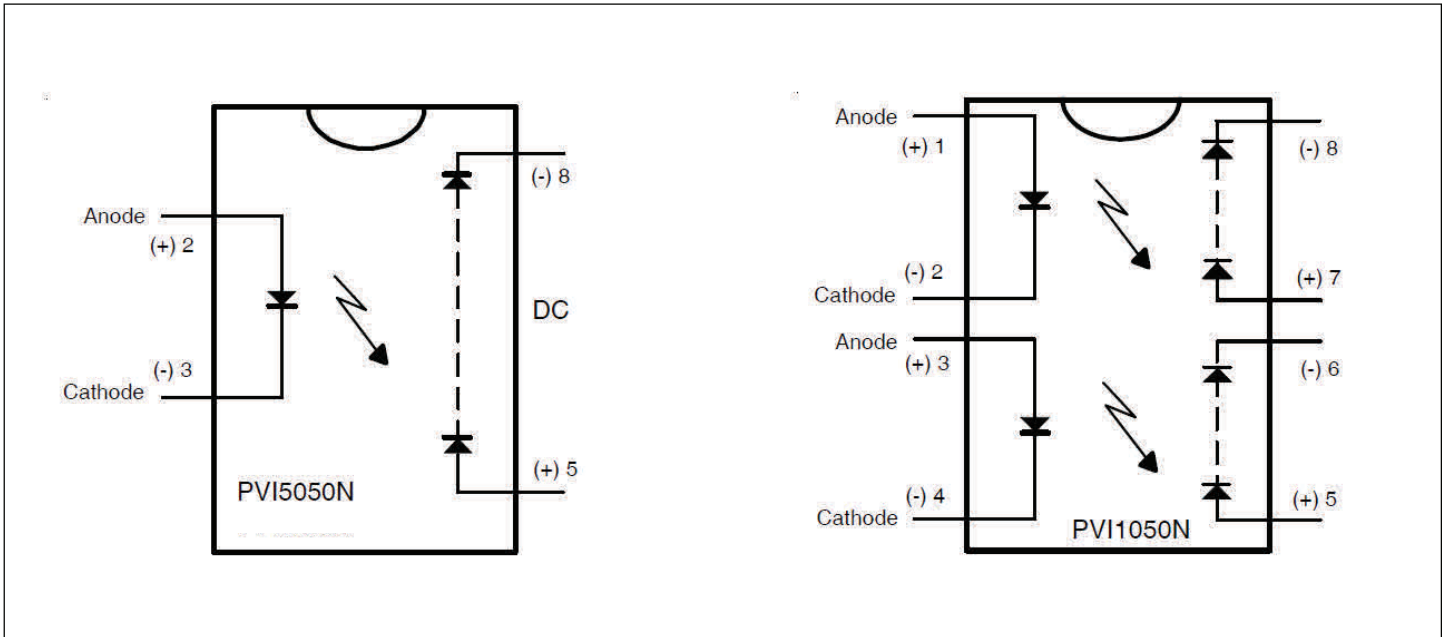 (-) 8
Anode
(+) 2
DC
(-) 3
Cathode
(+) 5
PVI5050N
Anode
(+) 1
(-) 8
(-) 2
Cathode
(+) 7
Anode
(+) 3
(-) 6
(-) 4
Cathode
(+) 5
PVI1050N